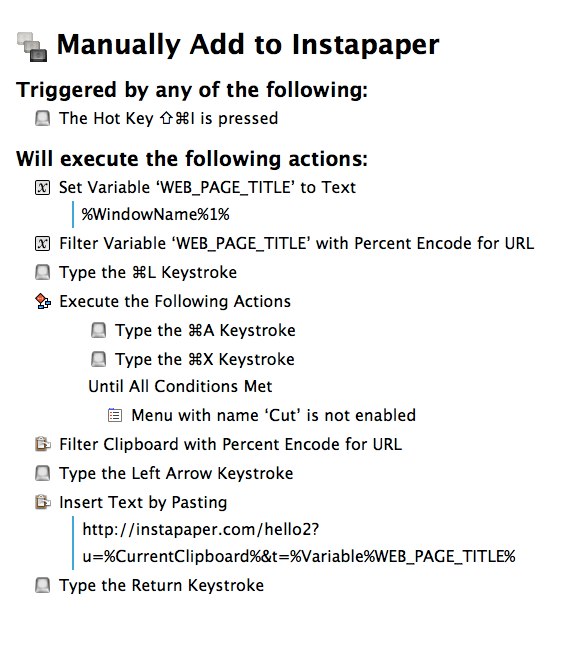 Manually Add to Instapaper
Triggered by any of the following:
The Hot Key ⇧⌘I is pressed
Will execute the following actions:
Set Variable ‘WEB_PAGE_TITLE’ to Text
%WindowName%1%
Filter Variable ‘WEB_PAGE_TITLE’ with Percent Encode for URL
Type the ⌘L Keystroke
Execute the Following Actions
Type the ⌘A Keystroke
Type the ⌘X Keystroke
Until All Conditions Met
Menu with name ‘Cut’ is not enabled
Filter Clipboard with Percent Encode for URL
Type the Left Arrow Keystroke
Insert Text by Pasting
http://instapaper.com/hello2?
u=%CurrentClipboard%&t=%Variable%WEB_PAGE_TITLE%
Type the Return Keystroke